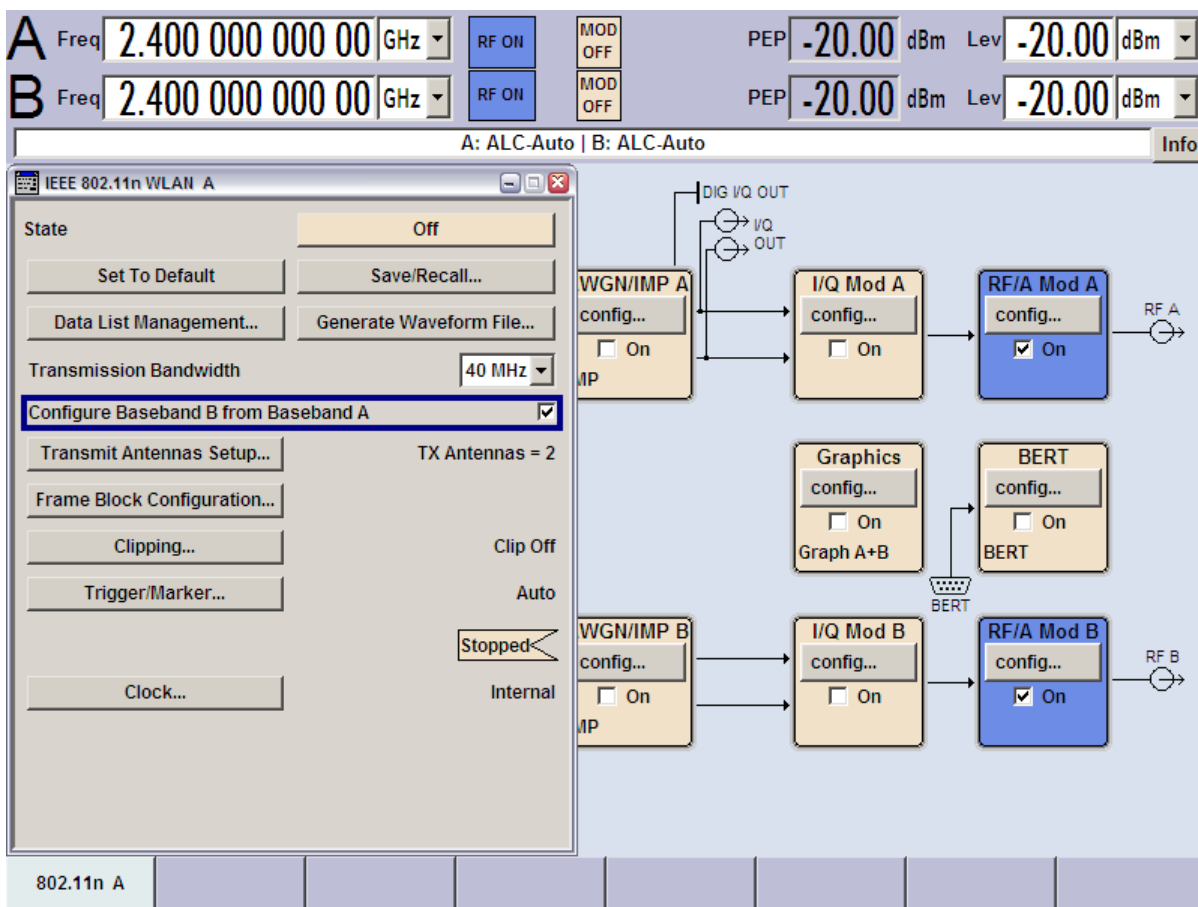 A Freq 2.400 000 000 00 GHz RF ON MOD OFF PEP -20.00 dBm Lev -20.00 dBm
B Freq 2.400 000 000 00 GHz RF ON MOD OFF PEP -20.00 dBm Lev -20.00 dBm
A: ALC-Auto | B: ALC-Auto Info
IEEE 802.11n WLAN A
State Off
Set To Default Save/Recall...
Data List Management... Generate Waveform File...
Transmission Bandwidth 40 MHz
Configure Baseband B from Baseband A
Transmit Antennas Setup... TX Antennas = 2
Frame Block Configuration...
Clipping... Clip Off
Trigger/Marker... Auto
Stopped
Clock... Internal
DIG I/Q OUT
I/Q
OUT
WGN/IMP A
config...
On
MP
I/Q Mod A
config...
On
RF/A Mod A
config...
On
RF A
Graphics
config...
On
Graph A+B
BERT
config...
On
BERT
BERT
WGN/IMP B
config...
On
MP
I/Q Mod B
config...
On
RF/A Mod B
config...
On
RF B
802.11n A